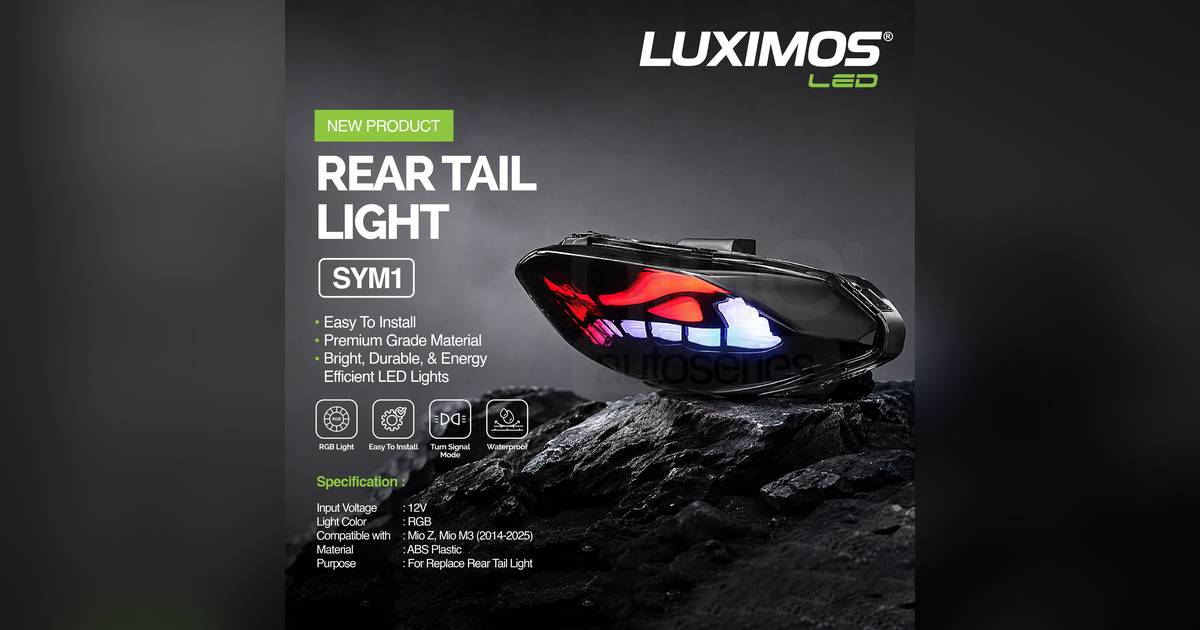 LUXIMOS®
LED
NEW PRODUCT
REAR TAIL
LIGHT
SYM1
• Easy To Install
• Premium Grade Material
• Bright, Durable, & Energy
Efficient LED Lights
RGB
RGB Light
Easy To Install
Turn Signal
Mode
Waterproof
Specification :
Input Voltage : 12V
Light Color : RGB
Compatible with : Mio Z, Mio M3 (2014-2025)
Material : ABS Plastic
Purpose : For Replace Rear Tail Light
autoseries